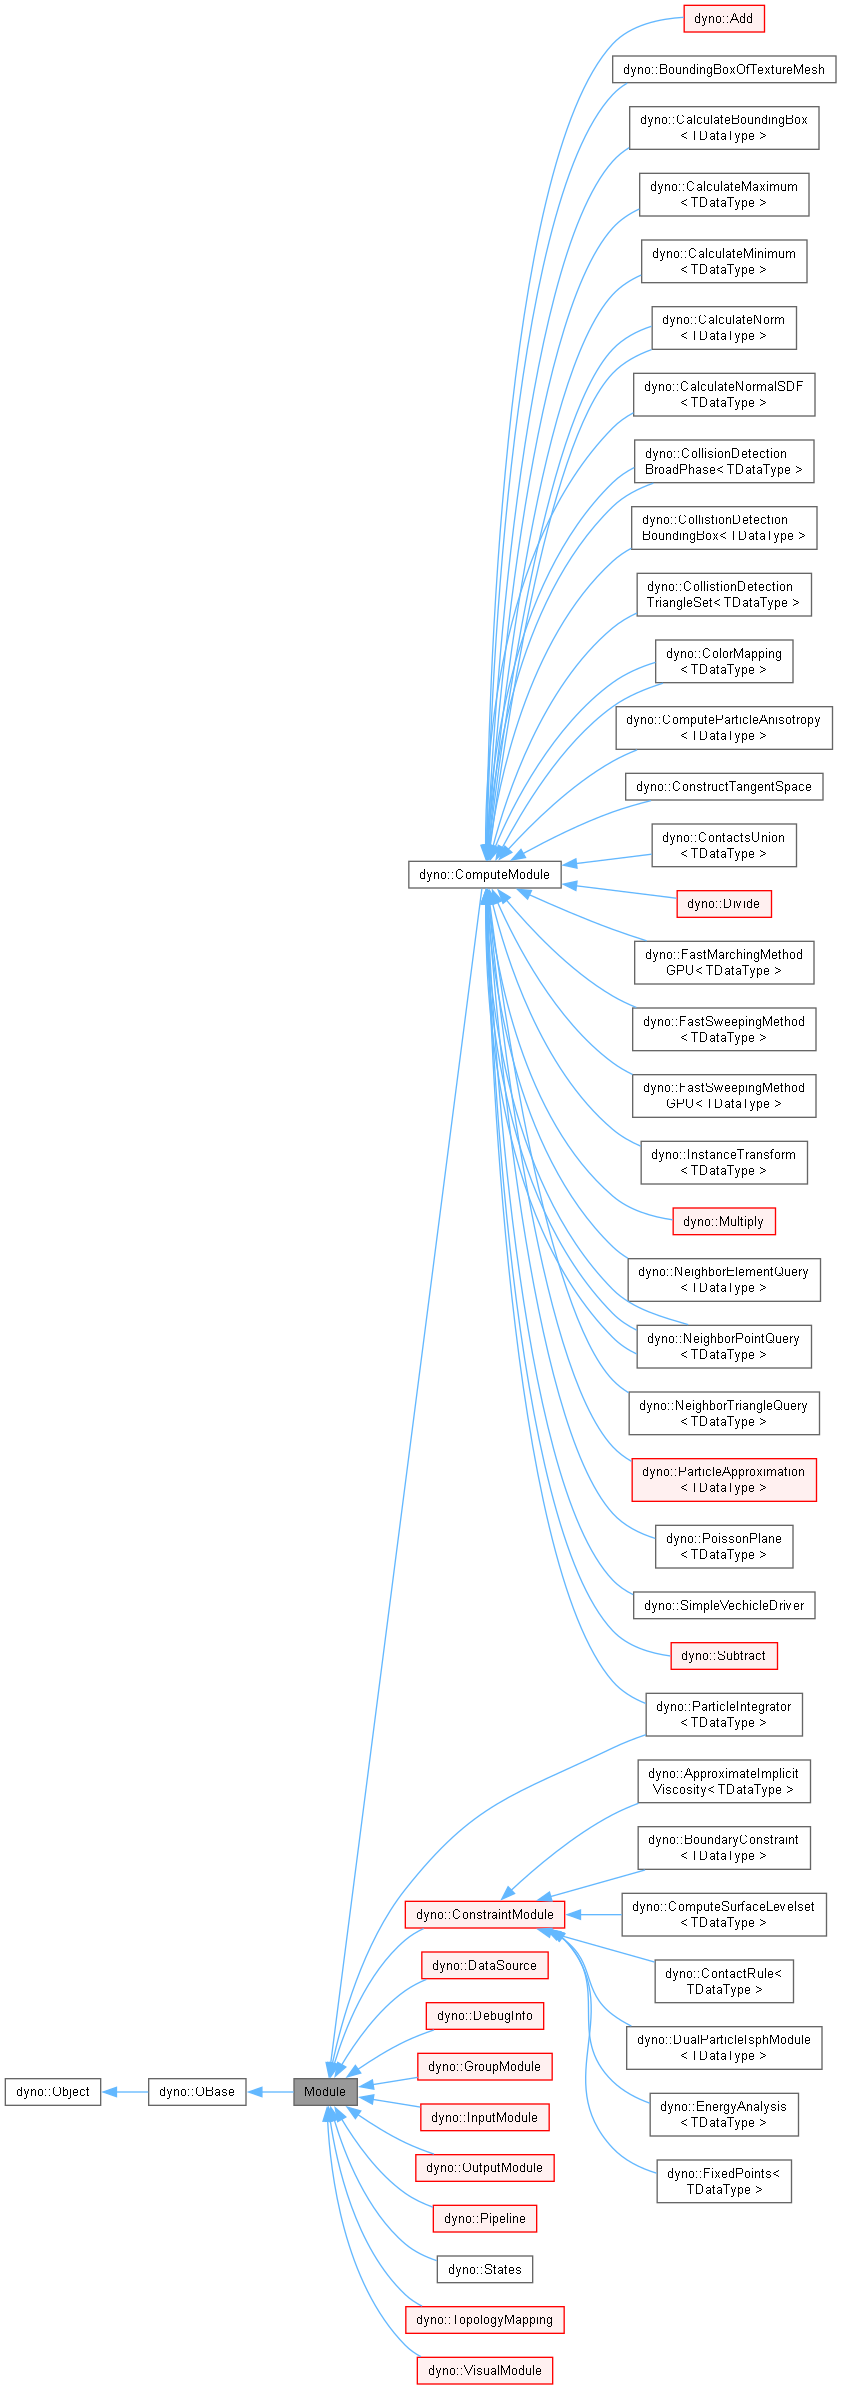 dyno::Add
dyno::BoundingBoxOfTextureMesh
dyno::CalculateBoundingBox
< TDataType >
dyno::CalculateMaximum
< TDataType >
dyno::CalculateMinimum
< TDataType >
dyno::CalculateNorm
< TDataType >
dyno::CalculateNormalSDF
< TDataType >
dyno::CollisionDetection
BroadPhase< TDataType >
dyno::CollistionDetection
BoundingBox< TDataType >
dyno::CollistionDetection
TriangleSet< TDataType >
dyno::ColorMapping
< TDataType >
dyno::ComputeParticleAnisotropy
< TDataType >
dyno::ConstructTangentSpace
dyno::ContactsUnion
< TDataType >
dyno::ComputeModule
dyno::Divide
dyno::FastMarchingMethod
GPU< TDataType >
dyno::FastSweepingMethod
< TDataType >
dyno::FastSweepingMethod
GPU< TDataType >
dyno::InstanceTransform
< TDataType >
dyno::Multiply
dyno::NeighborElementQuery
< TDataType >
dyno::NeighborPointQuery
< TDataType >
dyno::NeighborTriangleQuery
< TDataType >
dyno::ParticleApproximation
< TDataType >
dyno::PoissonPlane
< TDataType >
dyno::SimpleVechicleDriver
dyno::Subtract
dyno::ParticleIntegrator
< TDataType >
dyno::ApproximateImplicit
Viscosity< TDataType >
dyno::BoundaryConstraint
< TDataType >
dyno::ConstraintModule
dyno::ComputeSurfaceLevelset
< TDataType >
dyno::DataSource
dyno::ContactRule<
TDataType >
dyno::DebugInfo
dyno::DualParticleIsphModule
< TDataType >
dyno::GroupModule
dyno::Object
dyno::OBase
Module
dyno::EnergyAnalysis
< TDataType >
dyno::InputModule
dyno::OutputModule
dyno::FixedPoints<
TDataType >
dyno::Pipeline
dyno::States
dyno::TopologyMapping
dyno::VisualModule